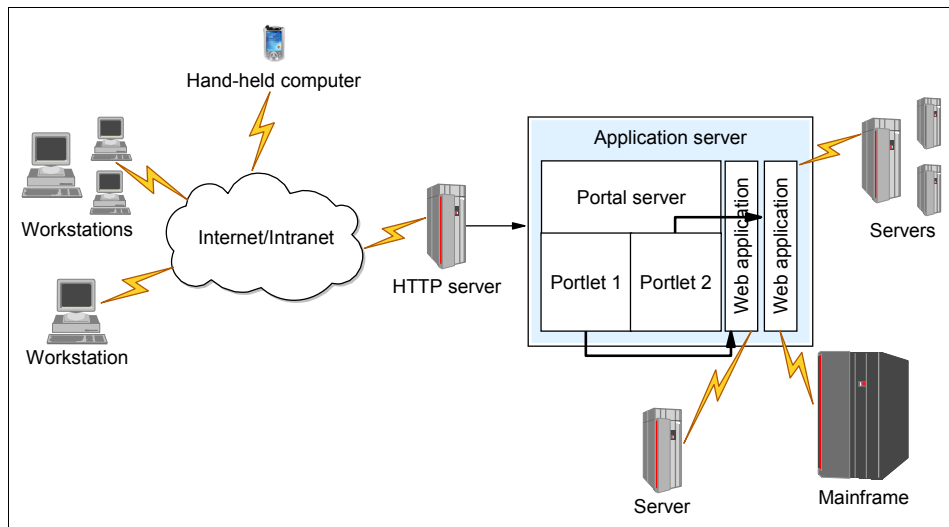 Hand-held computer
Application server
Workstations
Internet/Intranet
Portal server
Servers
HTTP server
Portlet 1
Portlet 2
Web application
Web application
Workstation
Server
Mainframe